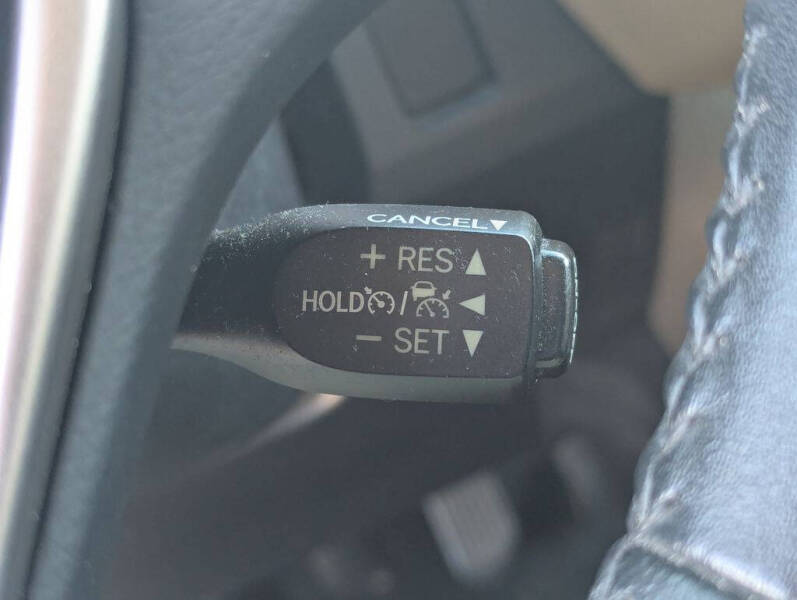 CANCEL▼
+ RES ▲
HOLD / ◀
− SET ▼